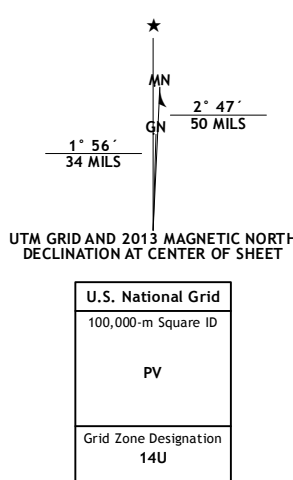 ★
MN
GN
2° 47´
50 MILS
1° 56´
34 MILS
UTM GRID AND 2013 MAGNETIC NORTH
DECLINATION AT CENTER OF SHEET
U.S. National Grid
100,000-m Square ID
PV
Grid Zone Designation
14U